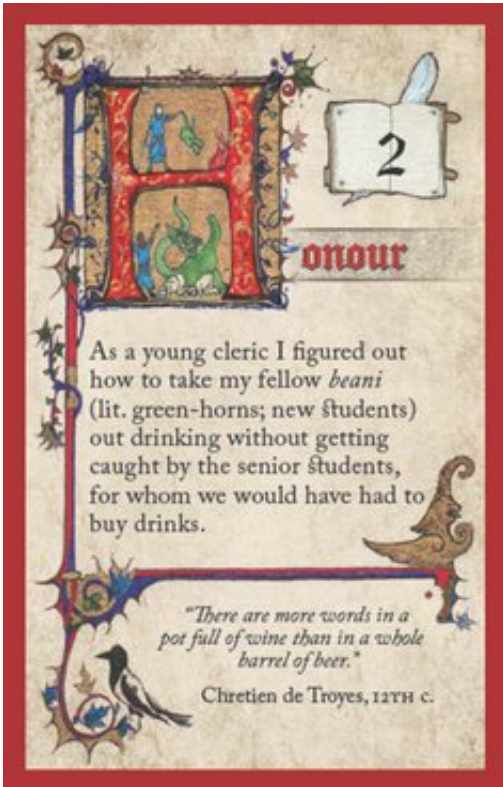 2
Honour
As a young cleric I figured out
how to take my fellow beani
(lit. green-horns; new students)
out drinking without getting
caught by the senior students,
for whom we would have had to
buy drinks.
"There are more words in a
pot full of wine than in a whole
barrel of beer."
Chretien de Troyes, 12TH C.